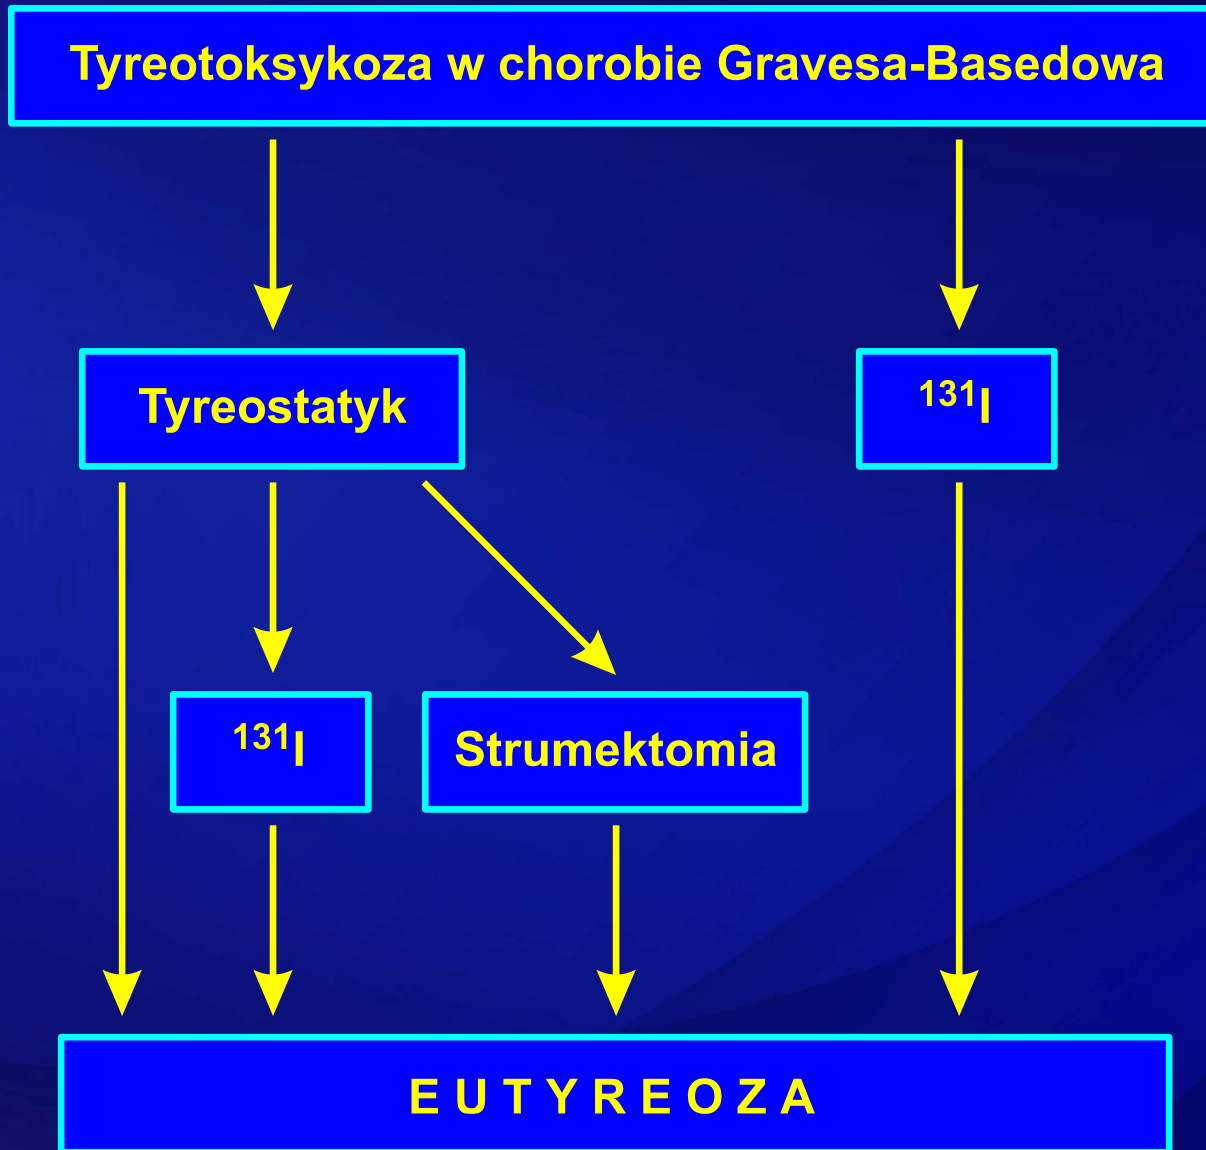 Tyreotoksykoza w chorobie Gravesa-Basedowa
Tyreostatyk
¹³¹I
¹³¹I
Strumektomia
E U T Y R E O Z A